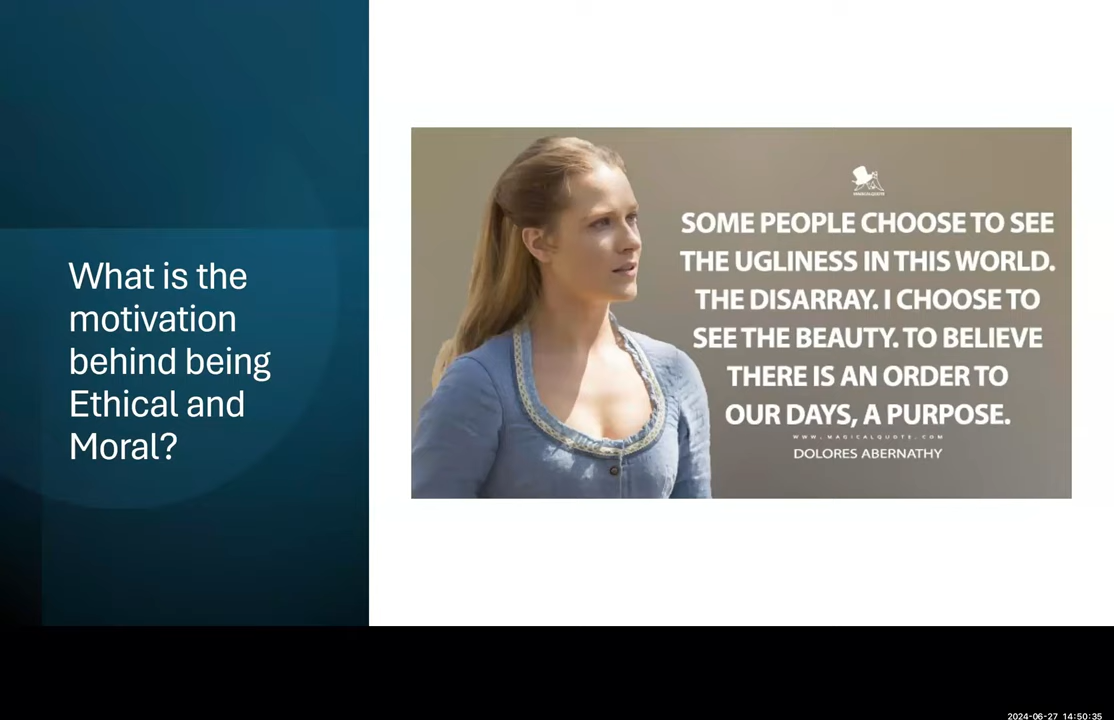 What is the
motivation
behind being
Ethical and
Moral?
MAGICALQUOTE
SOME PEOPLE CHOOSE TO SEE
THE UGLINESS IN THIS WORLD.
THE DISARRAY. I CHOOSE TO
SEE THE BEAUTY. TO BELIEVE
THERE IS AN ORDER TO
OUR DAYS, A PURPOSE.
WWW.MAGICALQUOTE.COM
DOLORES ABERNATHY
2024-06-27 14:50:35